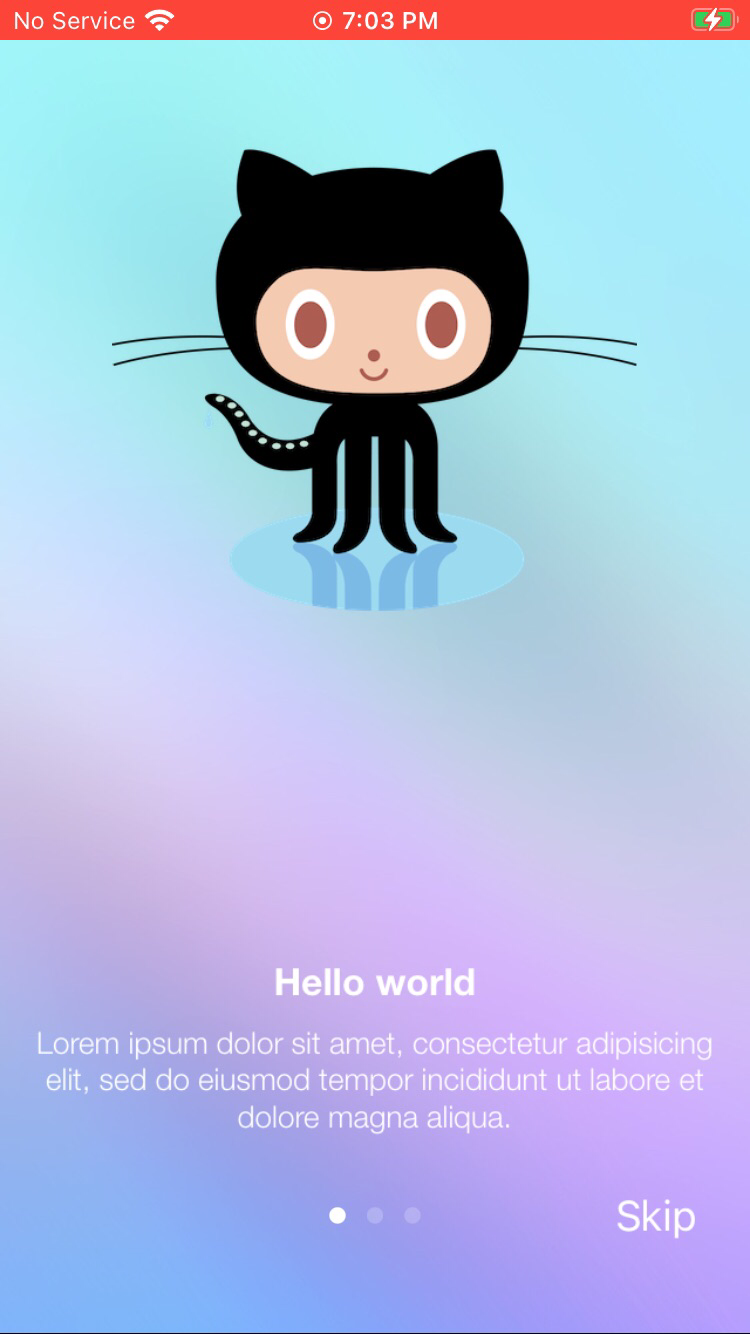 No Service 7:03 PM
Hello world
Lorem ipsum dolor sit amet, consectetur adipisicing
elit, sed do eiusmod tempor incididunt ut labore et
dolore magna aliqua.
Skip